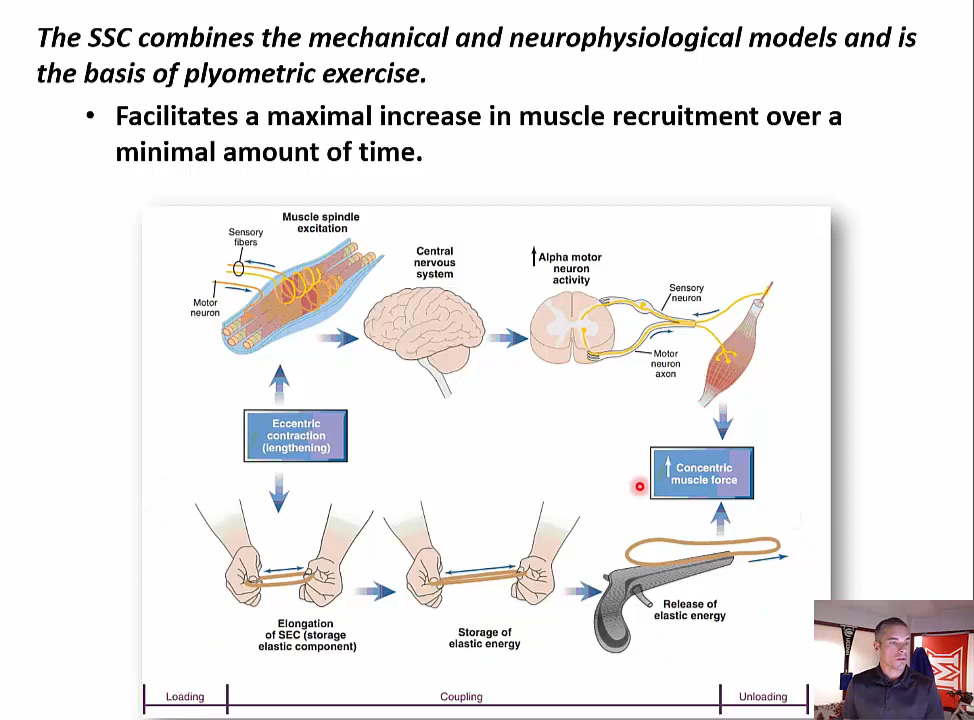 The SSC combines the mechanical and neurophysiological models and is
the basis of plyometric exercise.
• Facilitates a maximal increase in muscle recruitment over a
minimal amount of time.
Muscle spindle
excitation
Sensory
fibers
Motor
neuron
Central
nervous
system
↑ Alpha motor
neuron
activity
Sensory
neuron
Motor
neuron
axon
Eccentric
contraction
(lengthening)
↑ Concentric
muscle force
Elongation
of SEC (storage
elastic component)
Storage of
elastic energy
Release of
elastic energy
Loading
Coupling
Unloading
M